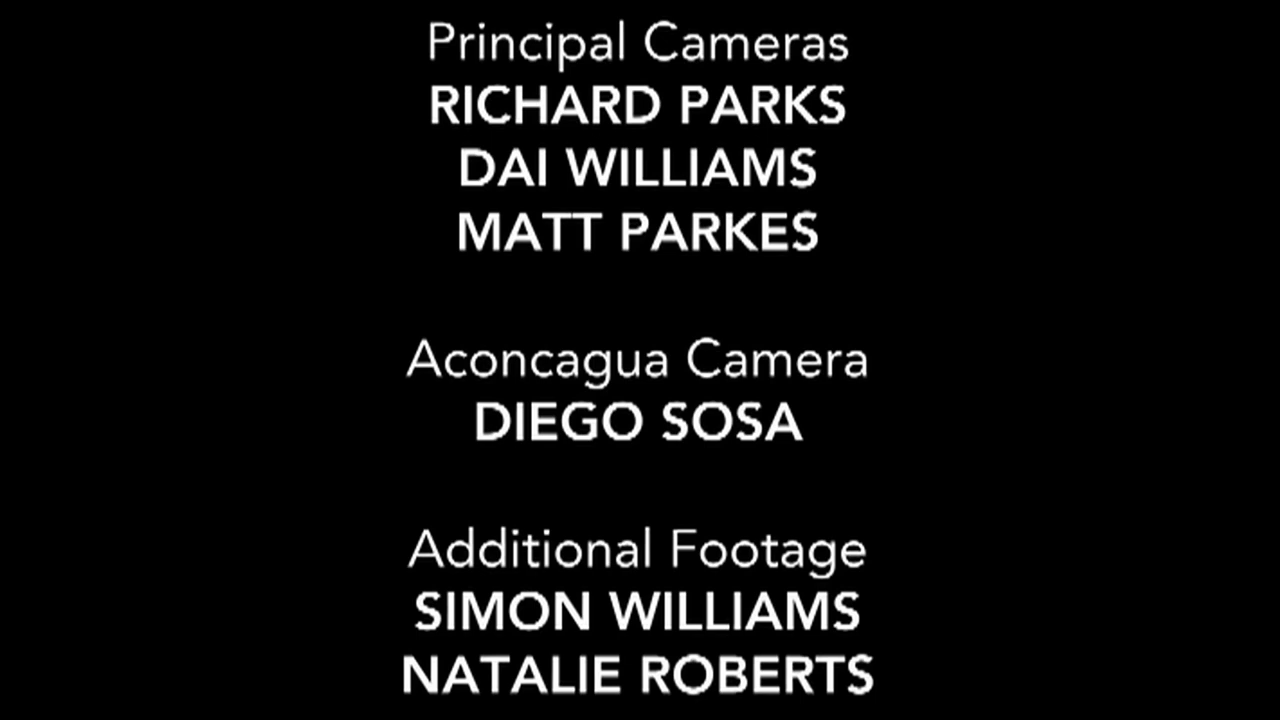 Principal Cameras
RICHARD PARKS
DAI WILLIAMS
MATT PARKES
Aconcagua Camera
DIEGO SOSA
Additional Footage
SIMON WILLIAMS
NATALIE ROBERTS